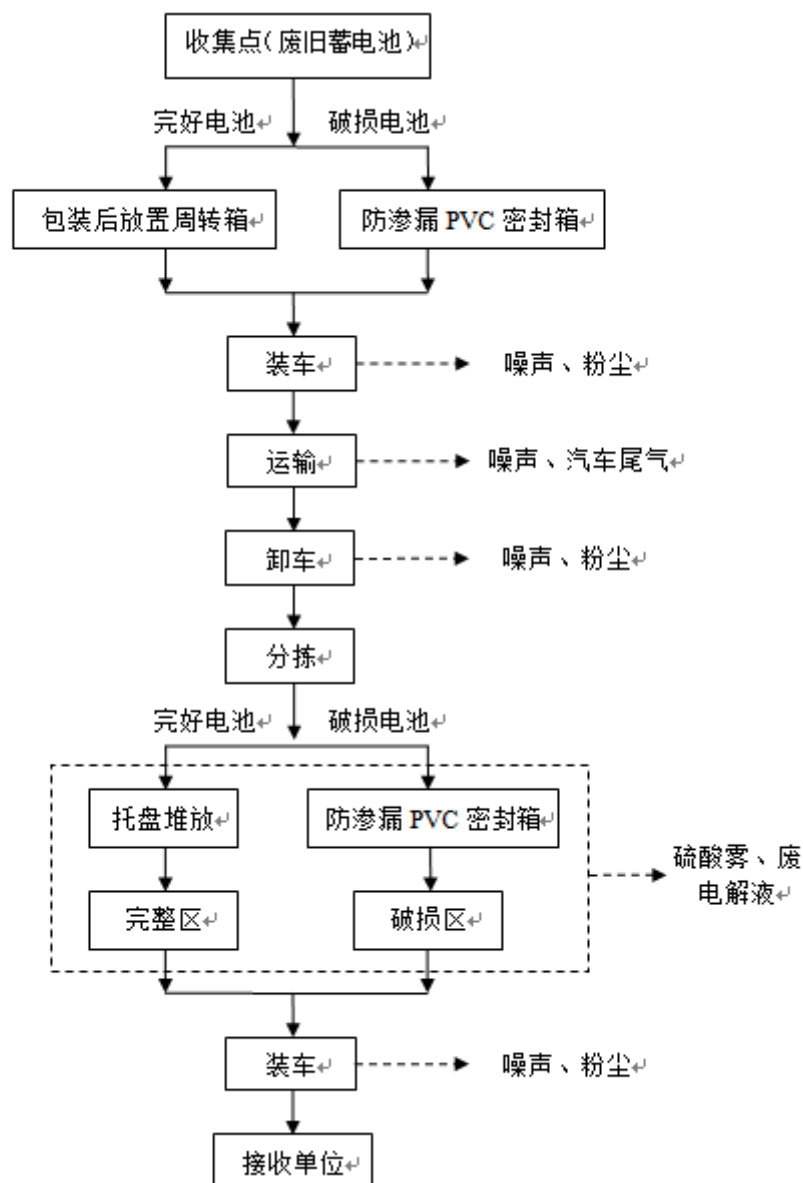 收集点（废旧蓄电池）
完好电池 破损电池
包装后放置周转箱 防渗漏 PVC 密封箱
装车 噪声、粉尘
运输 噪声、汽车尾气
卸车 噪声、粉尘
分拣
完好电池 破损电池
托盘堆放 防渗漏 PVC 密封箱
硫酸雾、废
电解液
完整区 破损区
装车 噪声、粉尘
接收单位